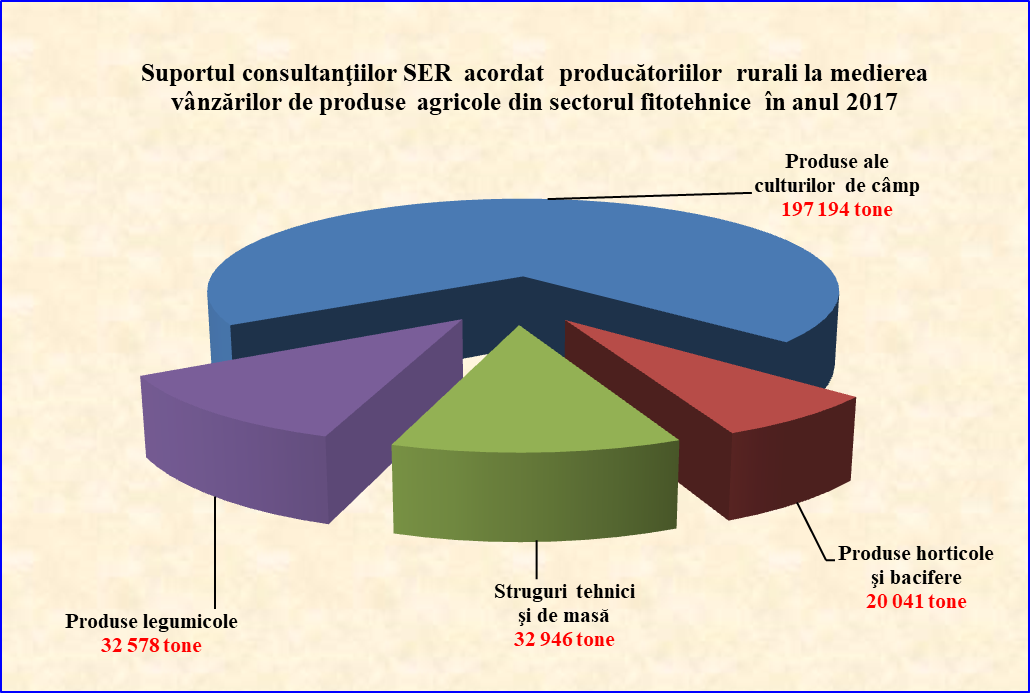 Suportul consultanţiilor SER acordat producătoriilor rurali la medierea
vânzărilor de produse agricole din sectorul fitotehnice în anul 2017
Produse ale
culturilor de câmp
197 194 tone
Produse horticole
şi bacifere
20 041 tone
Struguri tehnici
şi de masă
32 946 tone
Produse legumicole
32 578 tone